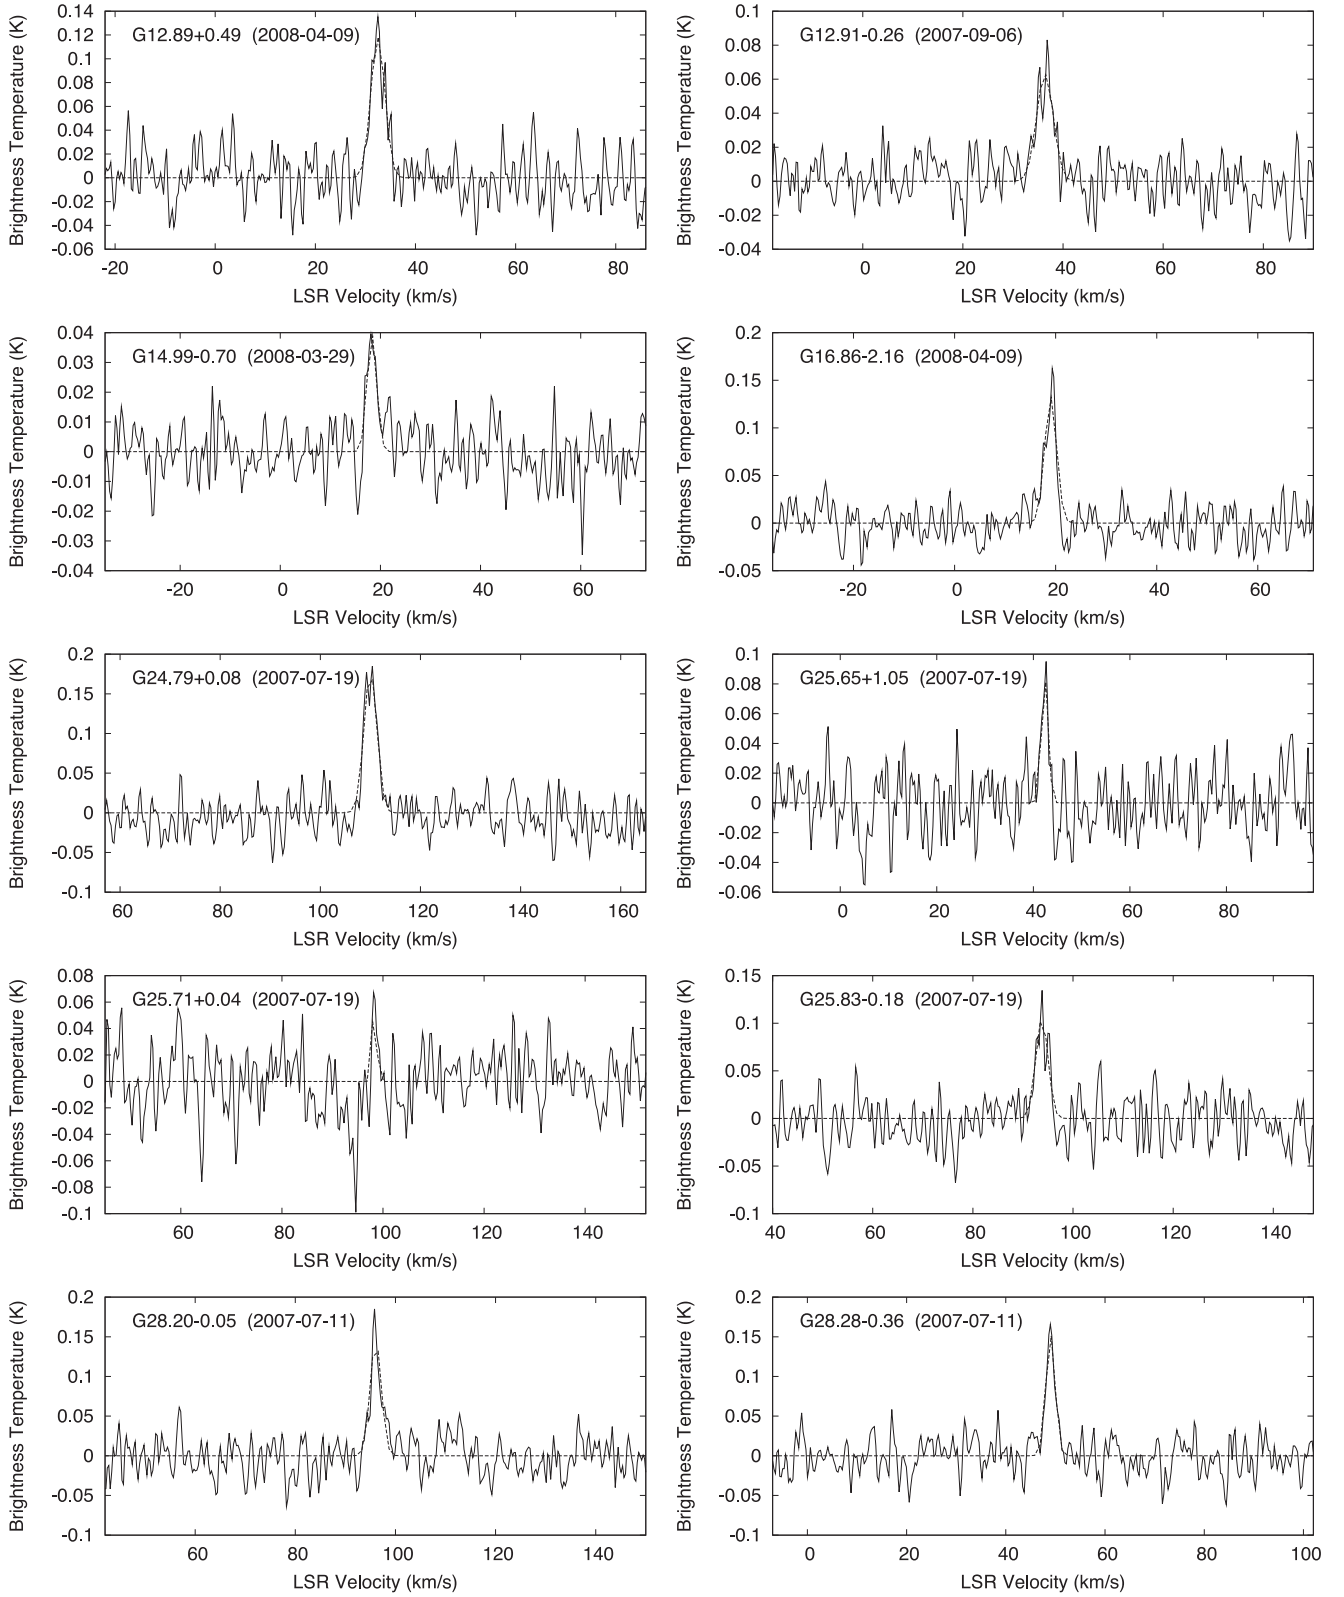 G12.89+0.49 (2008-04-09)
Brightness Temperature (K)
0.14
0.12
0.1
0.08
0.06
0.04
0.02
0
-0.02
-0.04
-0.06
-20 0 20 40 60 80
LSR Velocity (km/s)
G12.91-0.26 (2007-09-06)
Brightness Temperature (K)
0.1
0.08
0.06
0.04
0.02
0
-0.02
-0.04
0 20 40 60 80
LSR Velocity (km/s)
G14.99-0.70 (2008-03-29)
Brightness Temperature (K)
0.04
0.03
0.02
0.01
0
-0.01
-0.02
-0.03
-0.04
-20 0 20 40 60
LSR Velocity (km/s)
G16.86-2.16 (2008-04-09)
Brightness Temperature (K)
0.2
0.15
0.1
0.05
0
-0.05
-20 0 20 40 60
LSR Velocity (km/s)
G24.79+0.08 (2007-07-19)
Brightness Temperature (K)
0.2
0.15
0.1
0.05
0
-0.05
-0.1
60 80 100 120 140 160
LSR Velocity (km/s)
G25.65+1.05 (2007-07-19)
Brightness Temperature (K)
0.1
0.08
0.06
0.04
0.02
0
-0.02
-0.04
-0.06
0 20 40 60 80
LSR Velocity (km/s)
G25.71+0.04 (2007-07-19)
Brightness Temperature (K)
0.08
0.06
0.04
0.02
0
-0.02
-0.04
-0.06
-0.08
-0.1
60 80 100 120 140
LSR Velocity (km/s)
G25.83-0.18 (2007-07-19)
Brightness Temperature (K)
0.15
0.1
0.05
0
-0.05
-0.1
40 60 80 100 120 140
LSR Velocity (km/s)
G28.20-0.05 (2007-07-11)
Brightness Temperature (K)
0.2
0.15
0.1
0.05
0
-0.05
-0.1
60 80 100 120 140
LSR Velocity (km/s)
G28.28-0.36 (2007-07-11)
Brightness Temperature (K)
0.2
0.15
0.1
0.05
0
-0.05
-0.1
0 20 40 60 80 100
LSR Velocity (km/s)